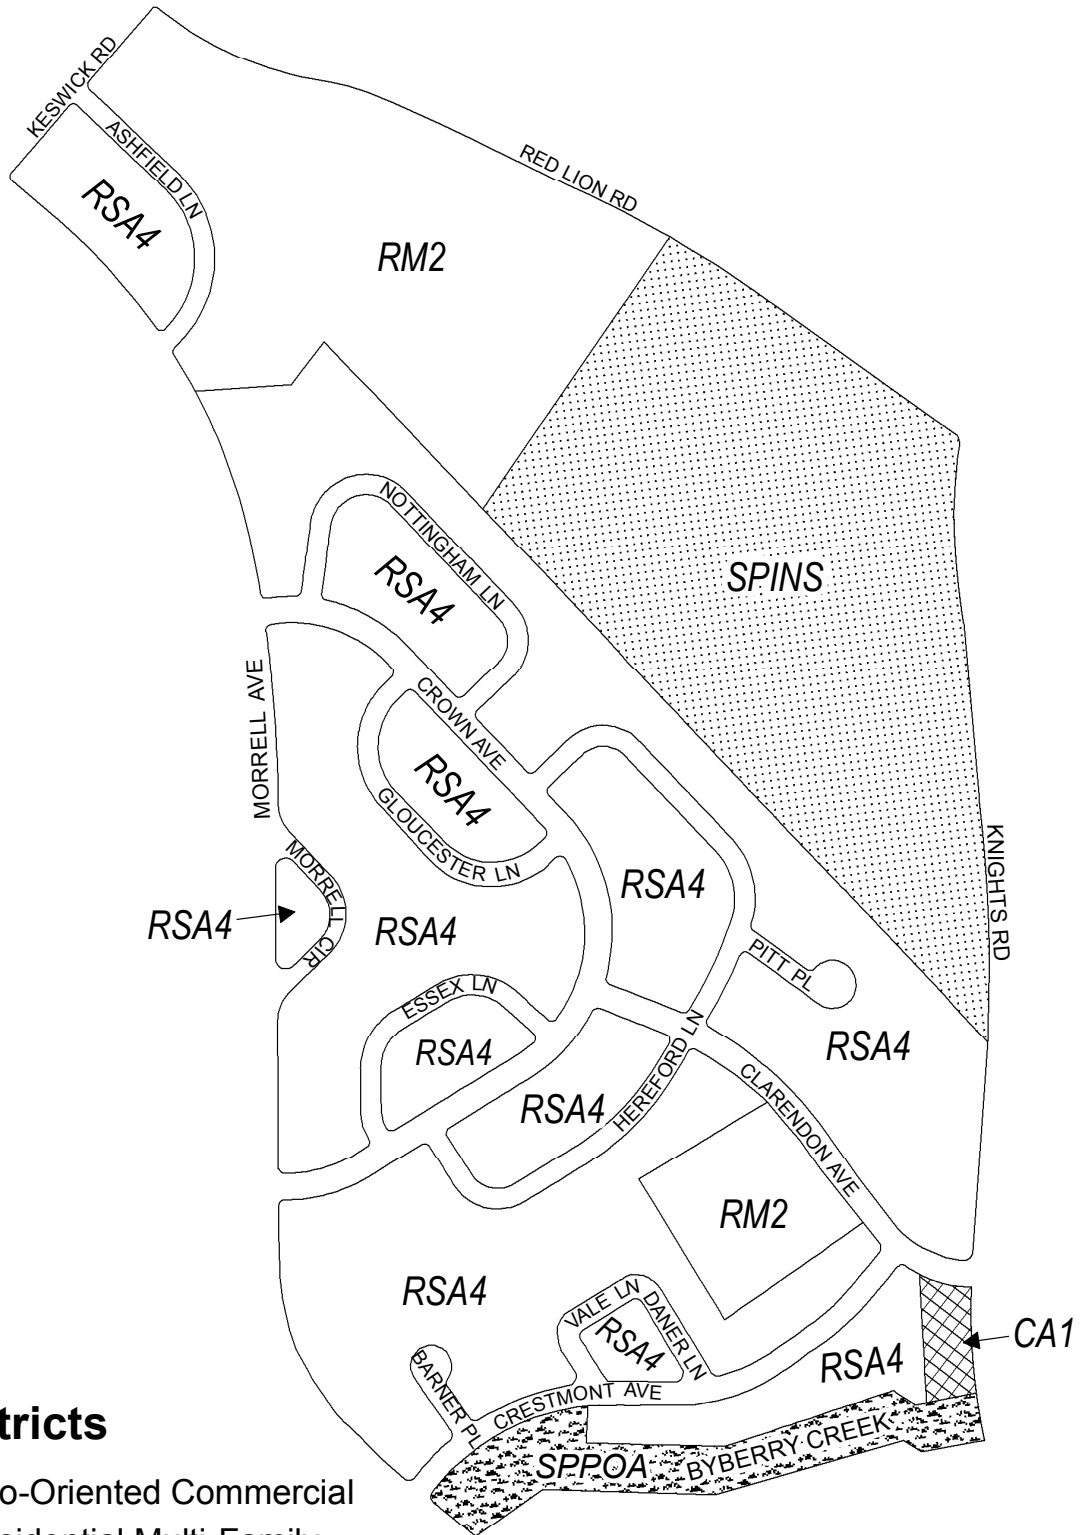 KESWICK RD
ASHFIELD LN
RSA4
RED LION RD
RM2
NOTTINGHAM LN
RSA4
SPINS
MORRELL AVE
CROWN AVE
RSA4
GLOUCESTER LN
KNIGHTS RD
MORRELL CIR
RSA4
RSA4
RSA4
PITT PL
ESSEX LN
RSA4
RSA4
HEREFORD LN
RSA4
CLARENDON AVE
RM2
RSA4
VALE LN
DANER LN
RSA4
BARNER PL
CRESTMONT AVE
RSA4
CA1
SPPOA
BYBERRY CREEK
tricts
o-Oriented Commercial
sidential Multi-Family